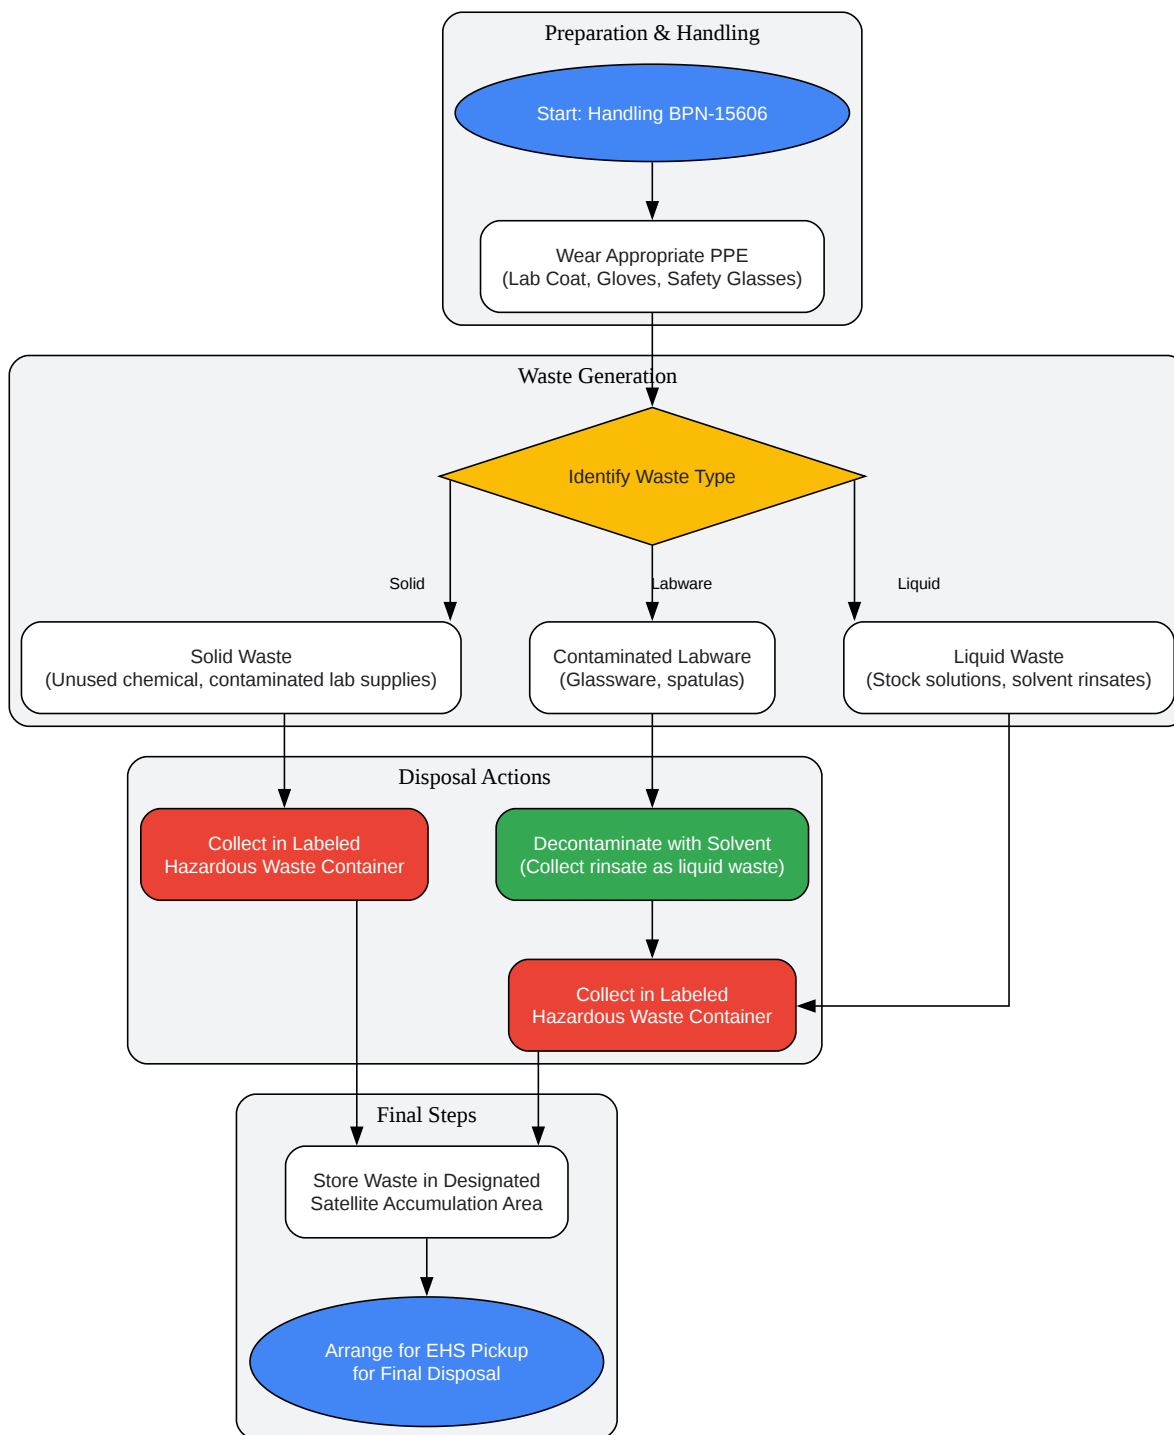 Preparation & Handling
Start: Handling BPN-15606
Wear Appropriate PPE
(Lab Coat, Gloves, Safety Glasses)
Waste Generation
Identify Waste Type
Solid
Labware
Liquid
Solid Waste
(Unused chemical, contaminated lab supplies)
Contaminated Labware
(Glassware, spatulas)
Liquid Waste
(Stock solutions, solvent rinsates)
Disposal Actions
Collect in Labeled
Hazardous Waste Container
Decontaminate with Solvent
(Collect rinsate as liquid waste)
Collect in Labeled
Hazardous Waste Container
Final Steps
Store Waste in Designated
Satellite Accumulation Area
Arrange for EHS Pickup
for Final Disposal